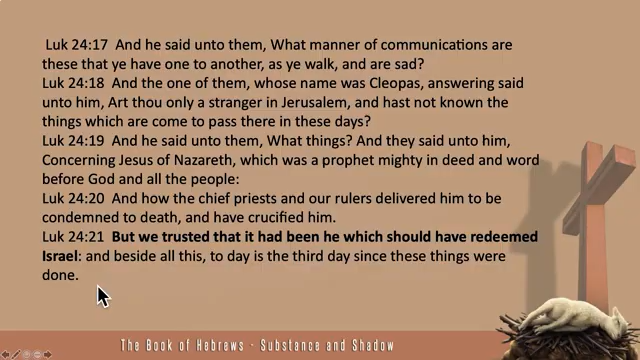 Luk 24:17  And he said unto them, What manner of communications are
these that ye have one to another, as ye walk, and are sad?
Luk 24:18  And the one of them, whose name was Cleopas, answering said
unto him, Art thou only a stranger in Jerusalem, and hast not known the
things which are come to pass there in these days?
Luk 24:19  And he said unto them, What things? And they said unto him,
Concerning Jesus of Nazareth, which was a prophet mighty in deed and word
before God and all the people:
Luk 24:20  And how the chief priests and our rulers delivered him to be
condemned to death, and have crucified him.
Luk 24:21  But we trusted that it had been he which should have redeemed
Israel: and beside all this, to day is the third day since these things were
done.
The Book of Hebrews - Substance and Shadow